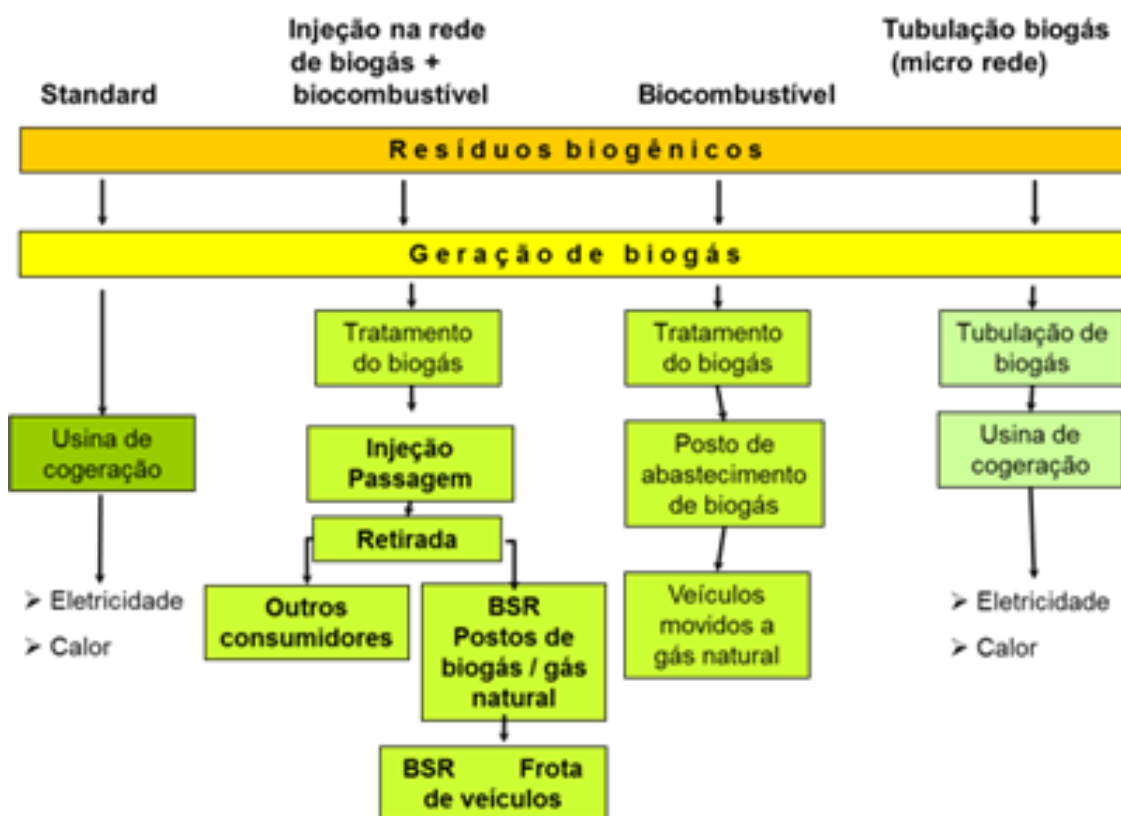 Standard
Injeção na rede
de biogás +
biocombustível
Biocombustível
Tubulação biogás
(micro rede)
Resíduos biogênicos
Geração de biogás
Usina de
cogeração
➢ Eletricidade
➢ Calor
Tratamento
do biogás
Injeção
Passagem
Retirada
Outros
consumidores
BSR
Postos de
biogás / gás
natural
BSR Frota
de veículos
Tratamento
do biogás
Posto de
abastecimento
de biogás
Veículos
movidos a
gás natural
Tubulação de
biogás
Usina de
cogeração
➢ Eletricidade
➢ Calor